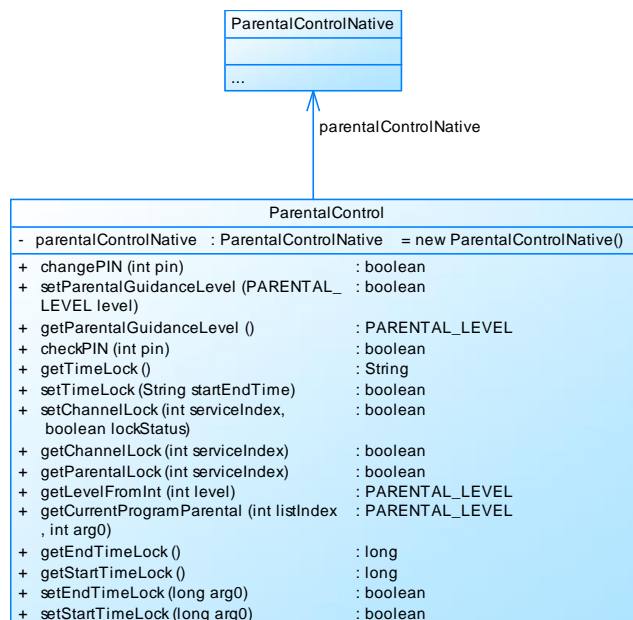 ParentalControlNative
...
parentalControlNative
ParentalControl
- parentalControlNative : ParentalControlNative = new ParentalControlNative()
+ changePIN (int pin) : boolean
+ setParentalGuidanceLevel (PARENTAL_ : boolean
LEVEL level)
+ getParentalGuidanceLevel () : PARENTAL_LEVEL
+ checkPIN (int pin) : boolean
+ getTimeLock () : String
+ setTimeLock (String startEndTime) : boolean
+ setChannelLock (int serviceIndex, : boolean
boolean lockStatus)
+ getChannelLock (int serviceIndex) : boolean
+ getParentalLock (int serviceIndex) : boolean
+ getLevelFromInt (int level) : PARENTAL_LEVEL
+ getCurrentProgramParental (int listIndex : PARENTAL_LEVEL
, int arg0)
+ getEndTimeLock () : long
+ getStartTimeLock () : long
+ setEndTimeLock (long arg0) : boolean
+ setStartTimeLock (long arg0) : boolean